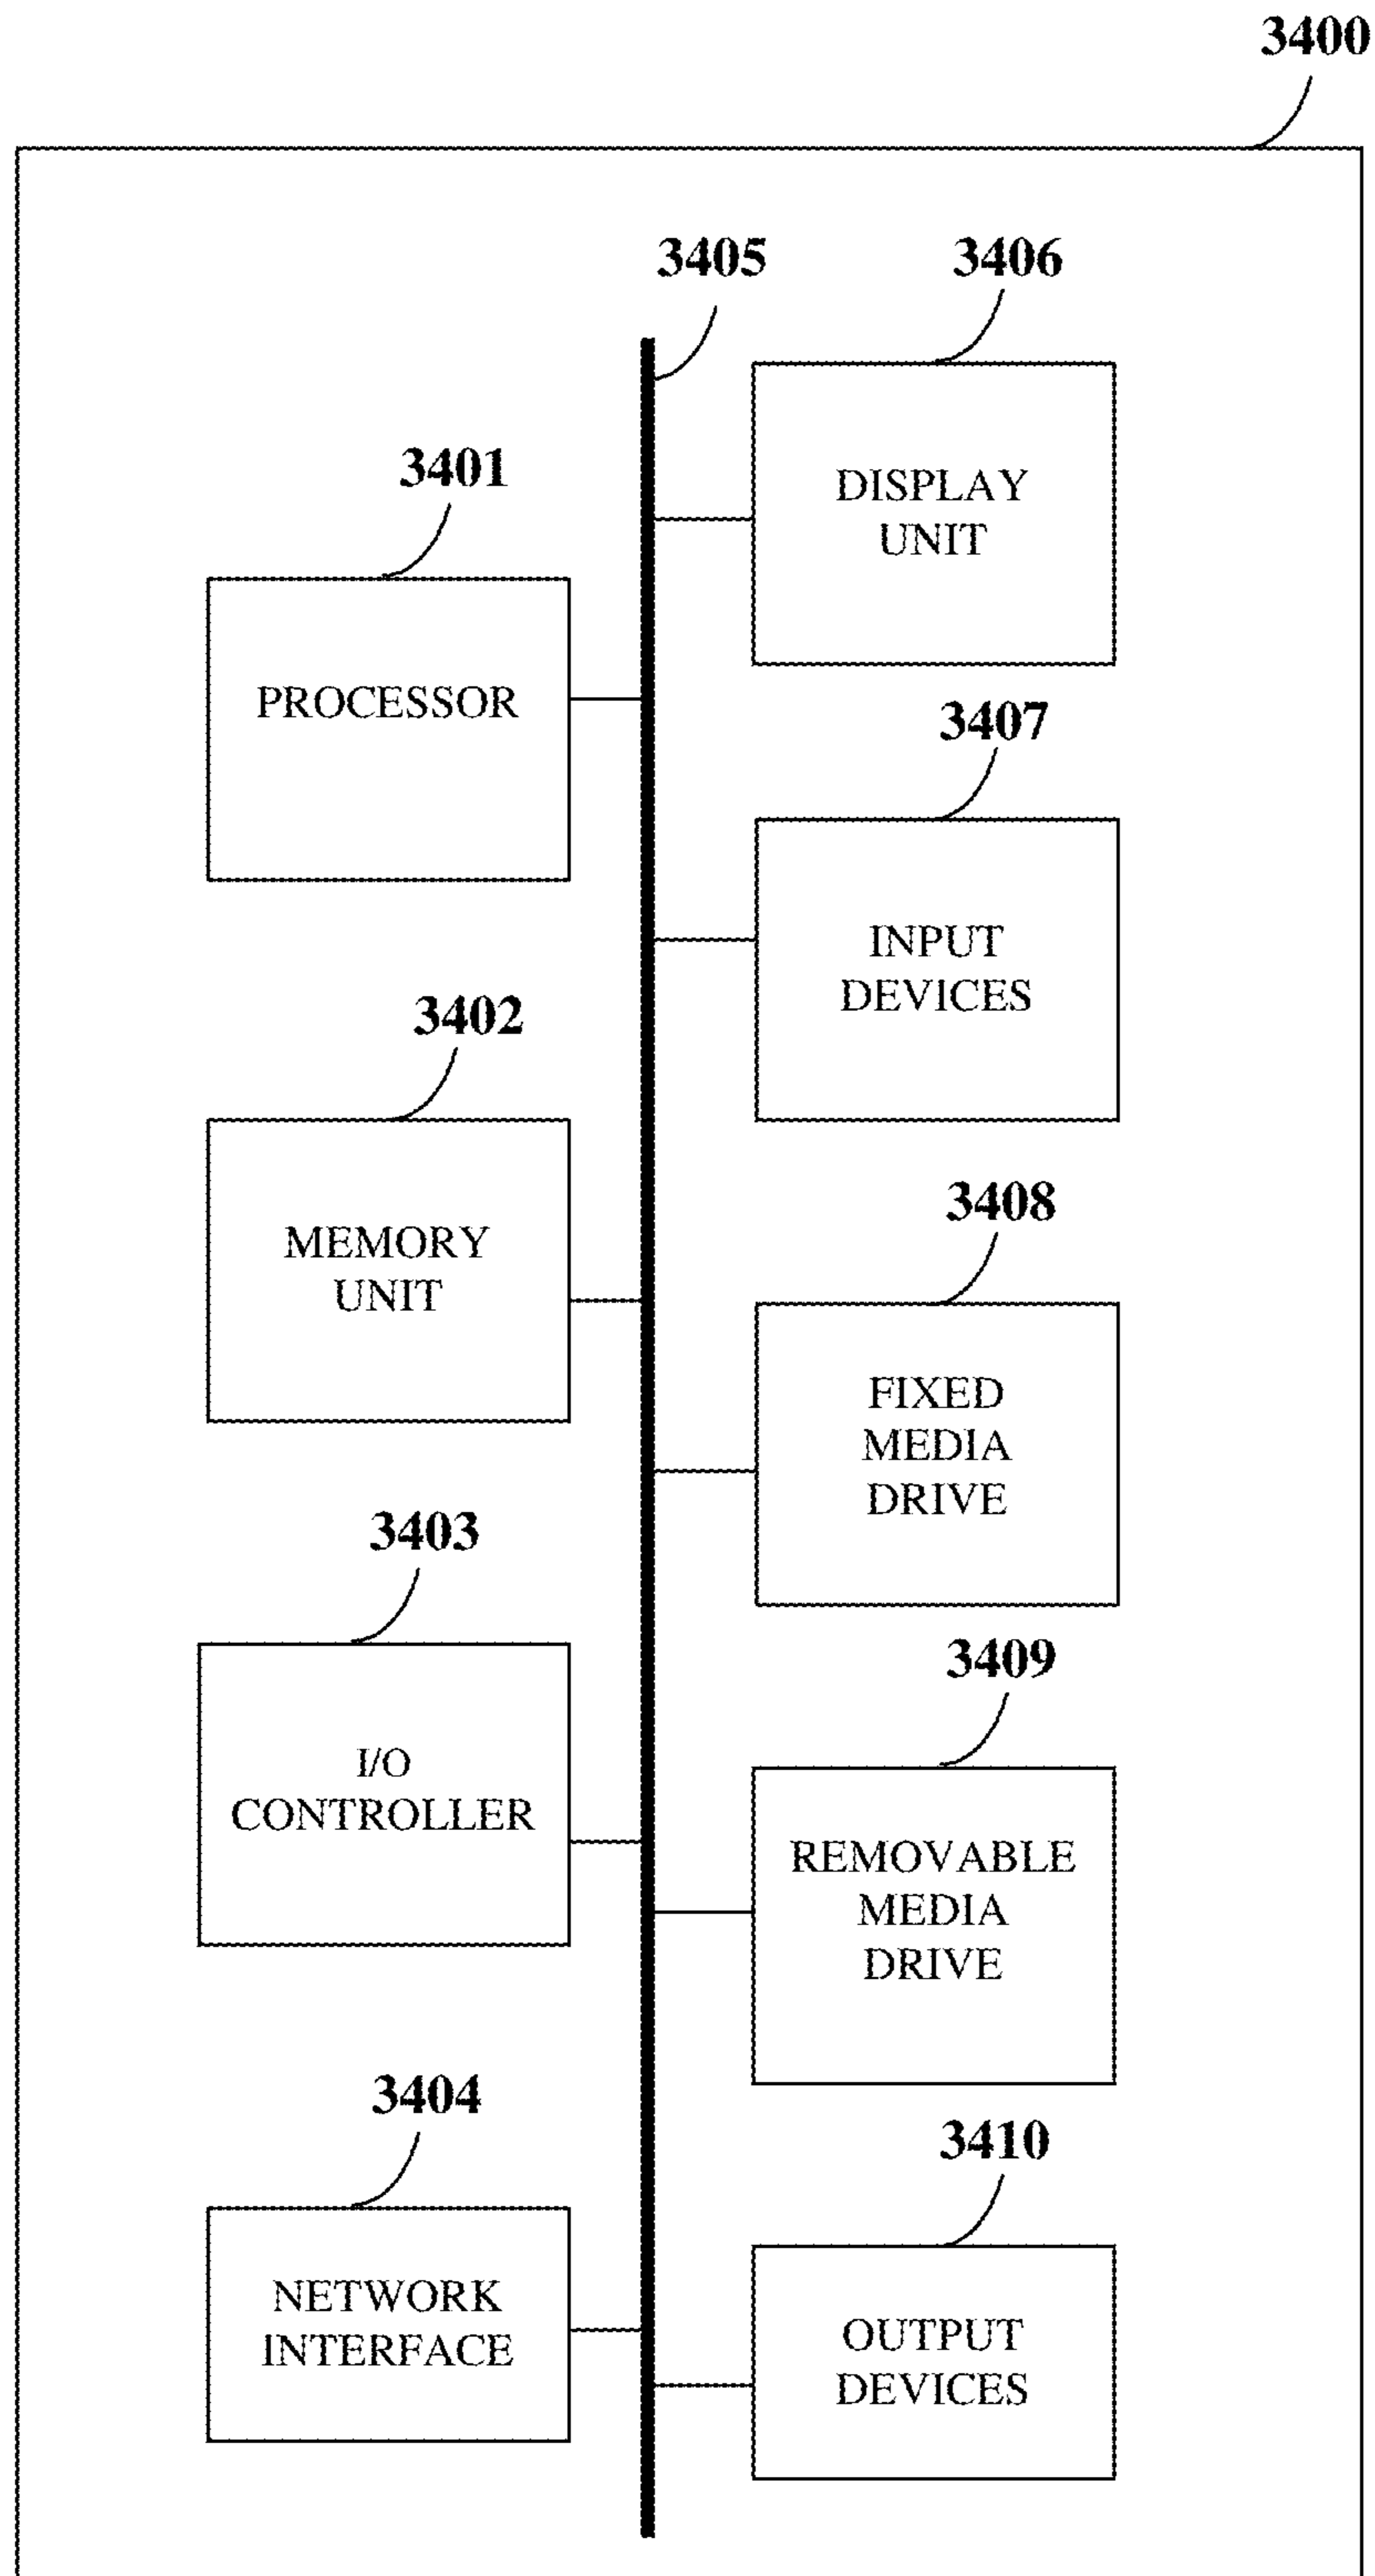 3400
3405
3406
DISPLAY
UNIT
3401
PROCESSOR
3407
INPUT
DEVICES
3402
MEMORY
UNIT
3408
FIXED
MEDIA
DRIVE
3403
I/O
CONTROLLER
3409
REMOVABLE
MEDIA
DRIVE
3404
NETWORK
INTERFACE
3410
OUTPUT
DEVICES